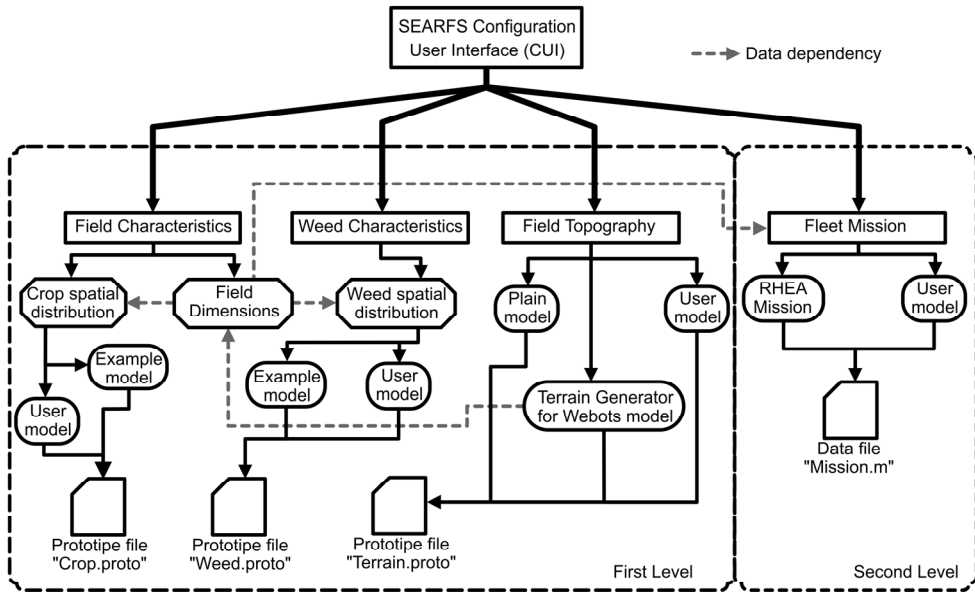 SEARFS Configuration
User Interface (CUI)
Data dependency
Field Characteristics
Weed Characteristics
Field Topography
Fleet Mission
Crop spatial
distribution
Field
Dimensions
Weed spatial
distribution
Plain
model
User
model
RHEA
Mission
User
model
Example
model
User
model
Example
model
User
model
Terrain Generator
for Webots model
Data file
"Mission.m"
Prototipe file
"Crop.proto"
Prototipe file
"Weed.proto"
Prototipe file
"Terrain.proto"
First Level
Second Level